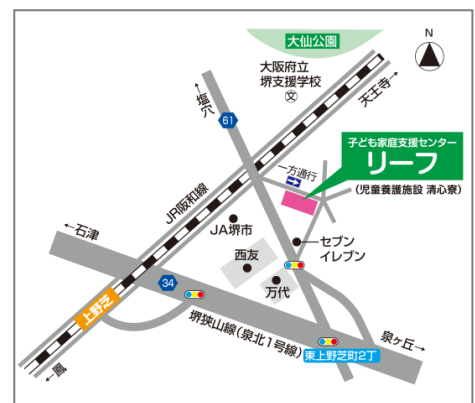 大仙公園
N
大阪府立
堺支援学校
文
←塩穴
天王寺→
61
子ども家庭支援センター
リーフ
(児童養護施設 清心寮)
一方通行
JR阪和線
JA堺市
←石津
セブン
イレブン
西友
34
万代
上野芝
堺狭山線(泉北1号線)
泉ヶ丘→
東上野芝町2丁
←鳳